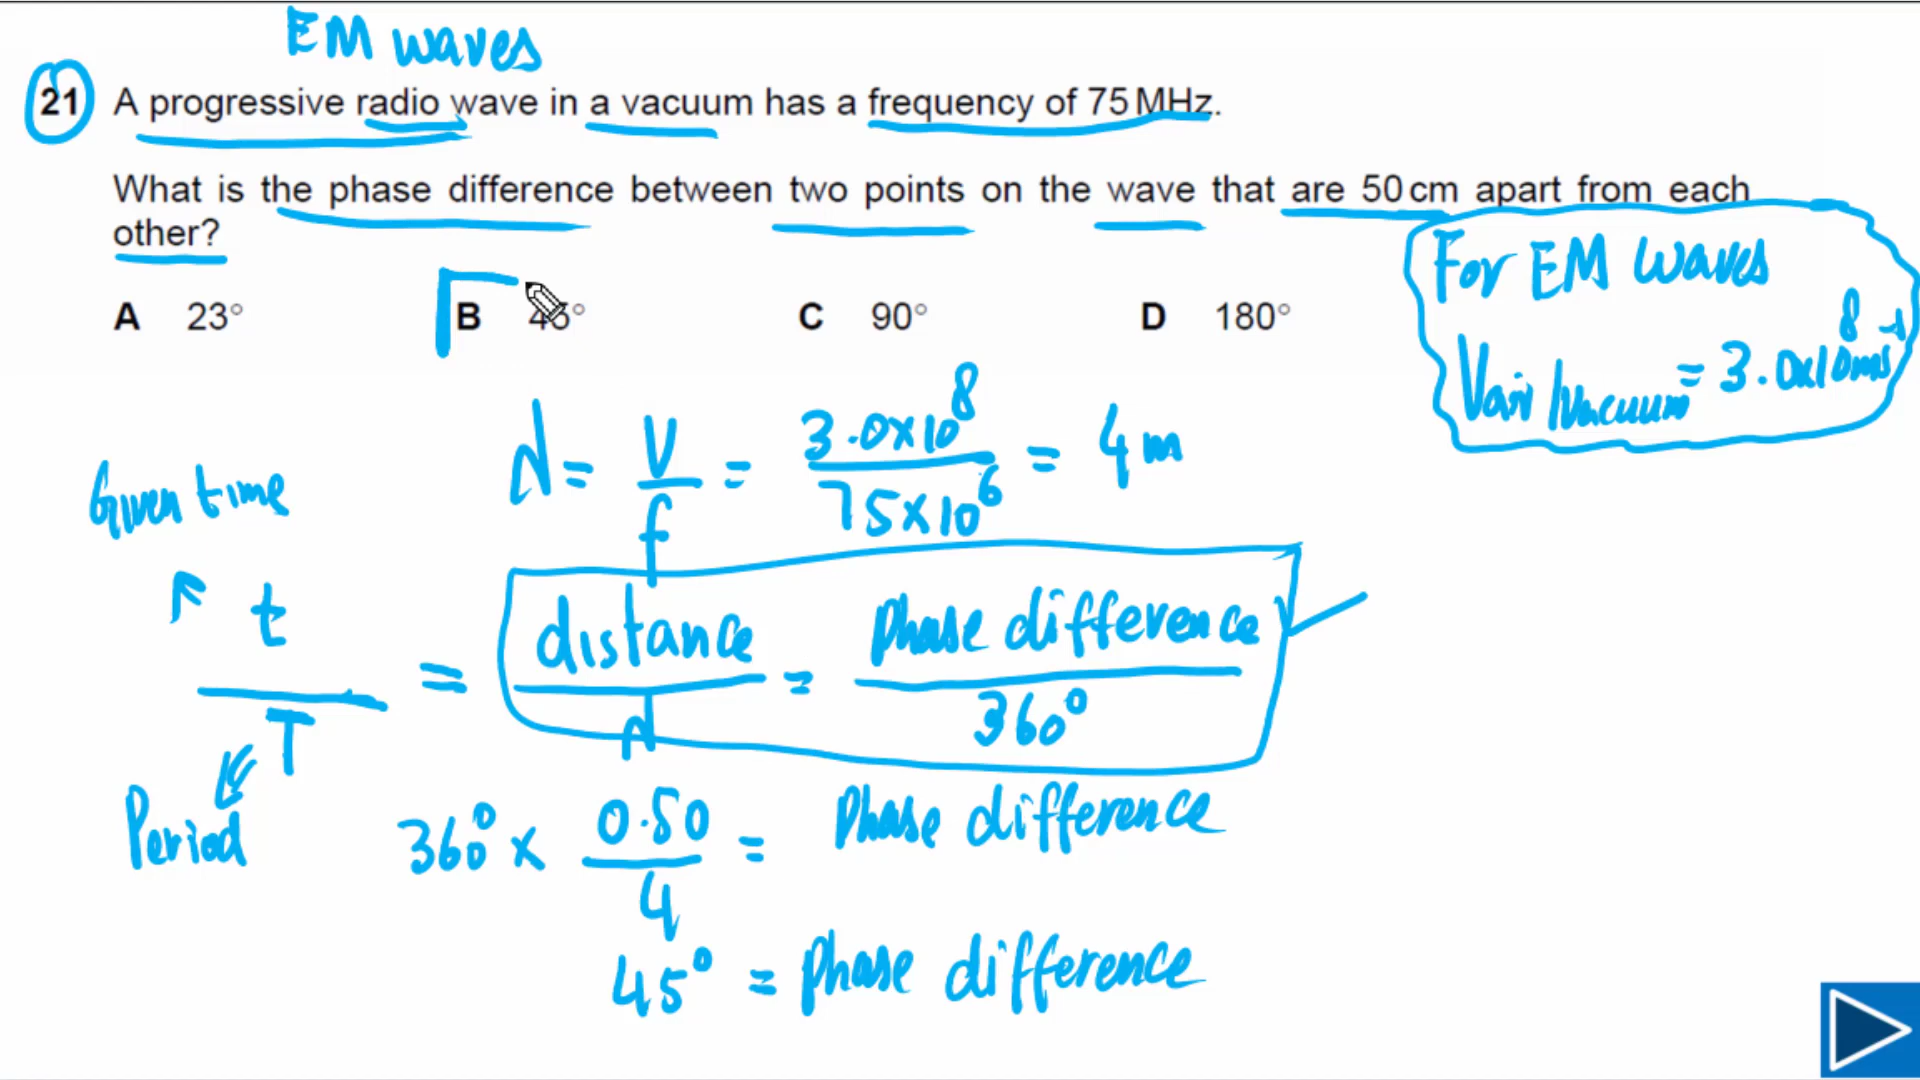 EM waves
21 A progressive radio wave in a vacuum has a frequency of 75 MHz.
What is the phase difference between two points on the wave that are 50 cm apart from each
other?
A 23° B 45° C 90° D 180°
For EM waves
Vair/vacuum = 3.0x10⁸ms⁻¹
λ = V/f = 3.0×10⁸/75×10⁶ = 4 m
Given time
t/T = distance/λ = Phase difference/360°
Period
360° × 0.50/4 = Phase difference
45° = Phase difference